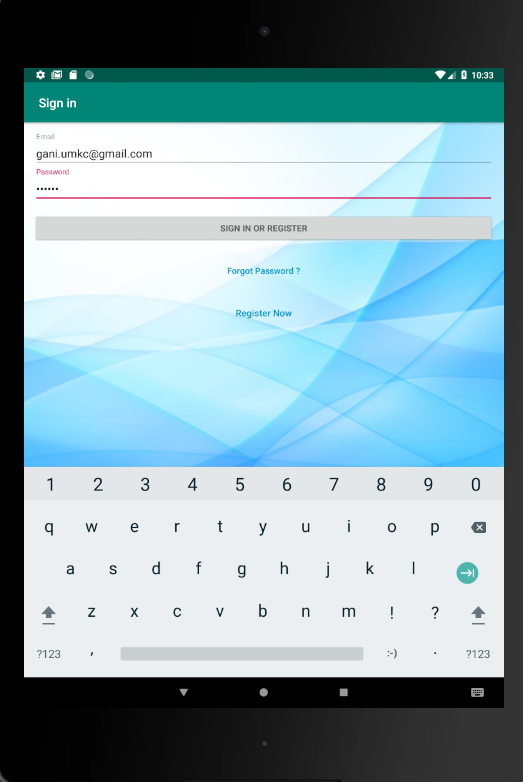 10:33
Sign in
Email
gani.umkc@gmail.com
Password
••••••
SIGN IN OR REGISTER
Forgot Password ?
Register Now
1 2 3 4 5 6 7 8 9 0
q w e r t y u i o p
a s d f g h j k l
z x c v b n m ! ?
?123 , :-) . ?123